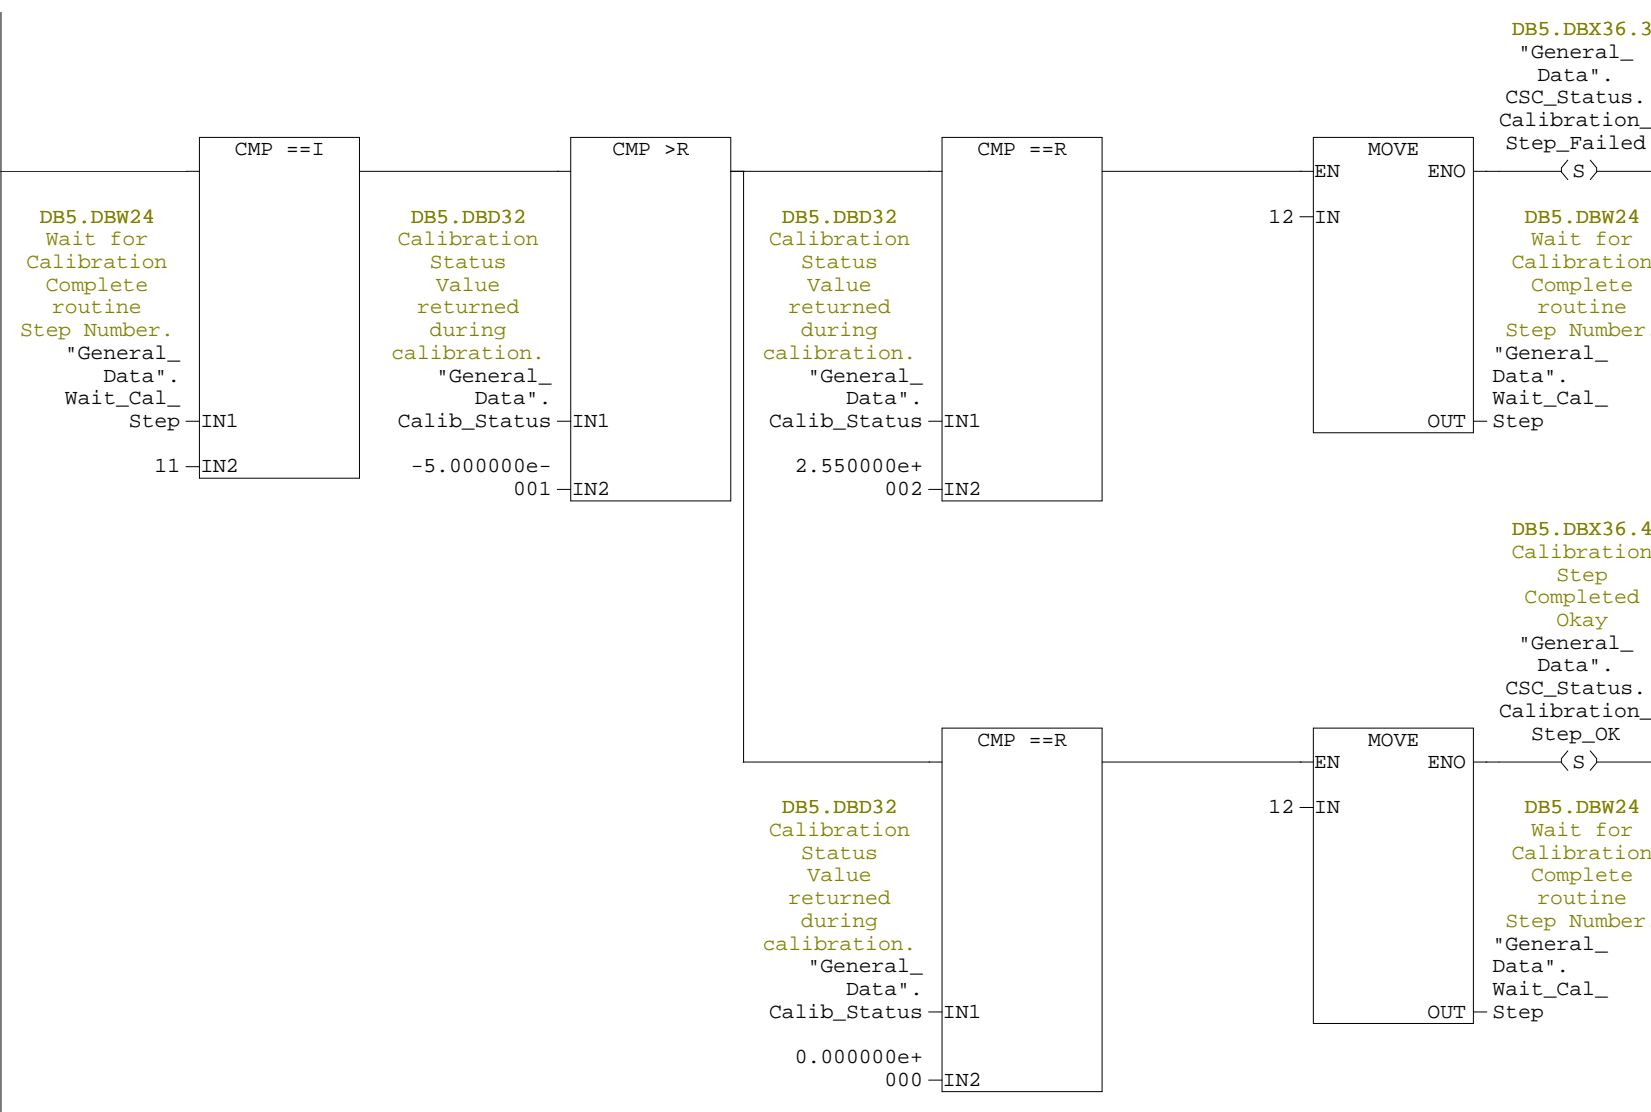 DB5.DBX36.3
"General_
Data".
CSC_Status.
Calibration_
Step_Failed
CMP ==I
CMP >R
CMP ==R
MOVE
EN
ENO
(S)
DB5.DBW24
Wait for
Calibration
Complete
routine
Step Number.
"General_
Data".
Wait_Cal_
Step
IN1
11
IN2
DB5.DBD32
Calibration
Status
Value
returned
during
calibration.
"General_
Data".
Calib_Status
IN1
-5.000000e-
001
IN2
DB5.DBD32
Calibration
Status
Value
returned
during
calibration.
"General_
Data".
Calib_Status
IN1
2.550000e+
002
IN2
12
IN
DB5.DBW24
Wait for
Calibration
Complete
routine
Step Number
"General_
Data".
Wait_Cal_
OUT
Step
DB5.DBX36.4
Calibration
Step
Completed
Okay
"General_
Data".
CSC_Status.
Calibration_
Step_OK
CMP ==R
MOVE
EN
ENO
(S)
DB5.DBD32
Calibration
Status
Value
returned
during
calibration.
"General_
Data".
Calib_Status
IN1
0.000000e+
000
IN2
12
IN
DB5.DBW24
Wait for
Calibration
Complete
routine
Step Number
"General_
Data".
Wait_Cal_
OUT
Step